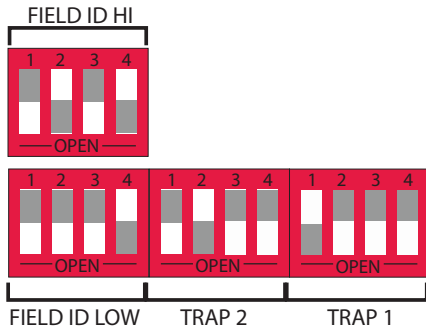 FIELD ID HI
1 2 3 4
OPEN
1 2 3 4 1 2 3 4 1 2 3 4
OPEN OPEN OPEN
FIELD ID LOW TRAP 2 TRAP 1